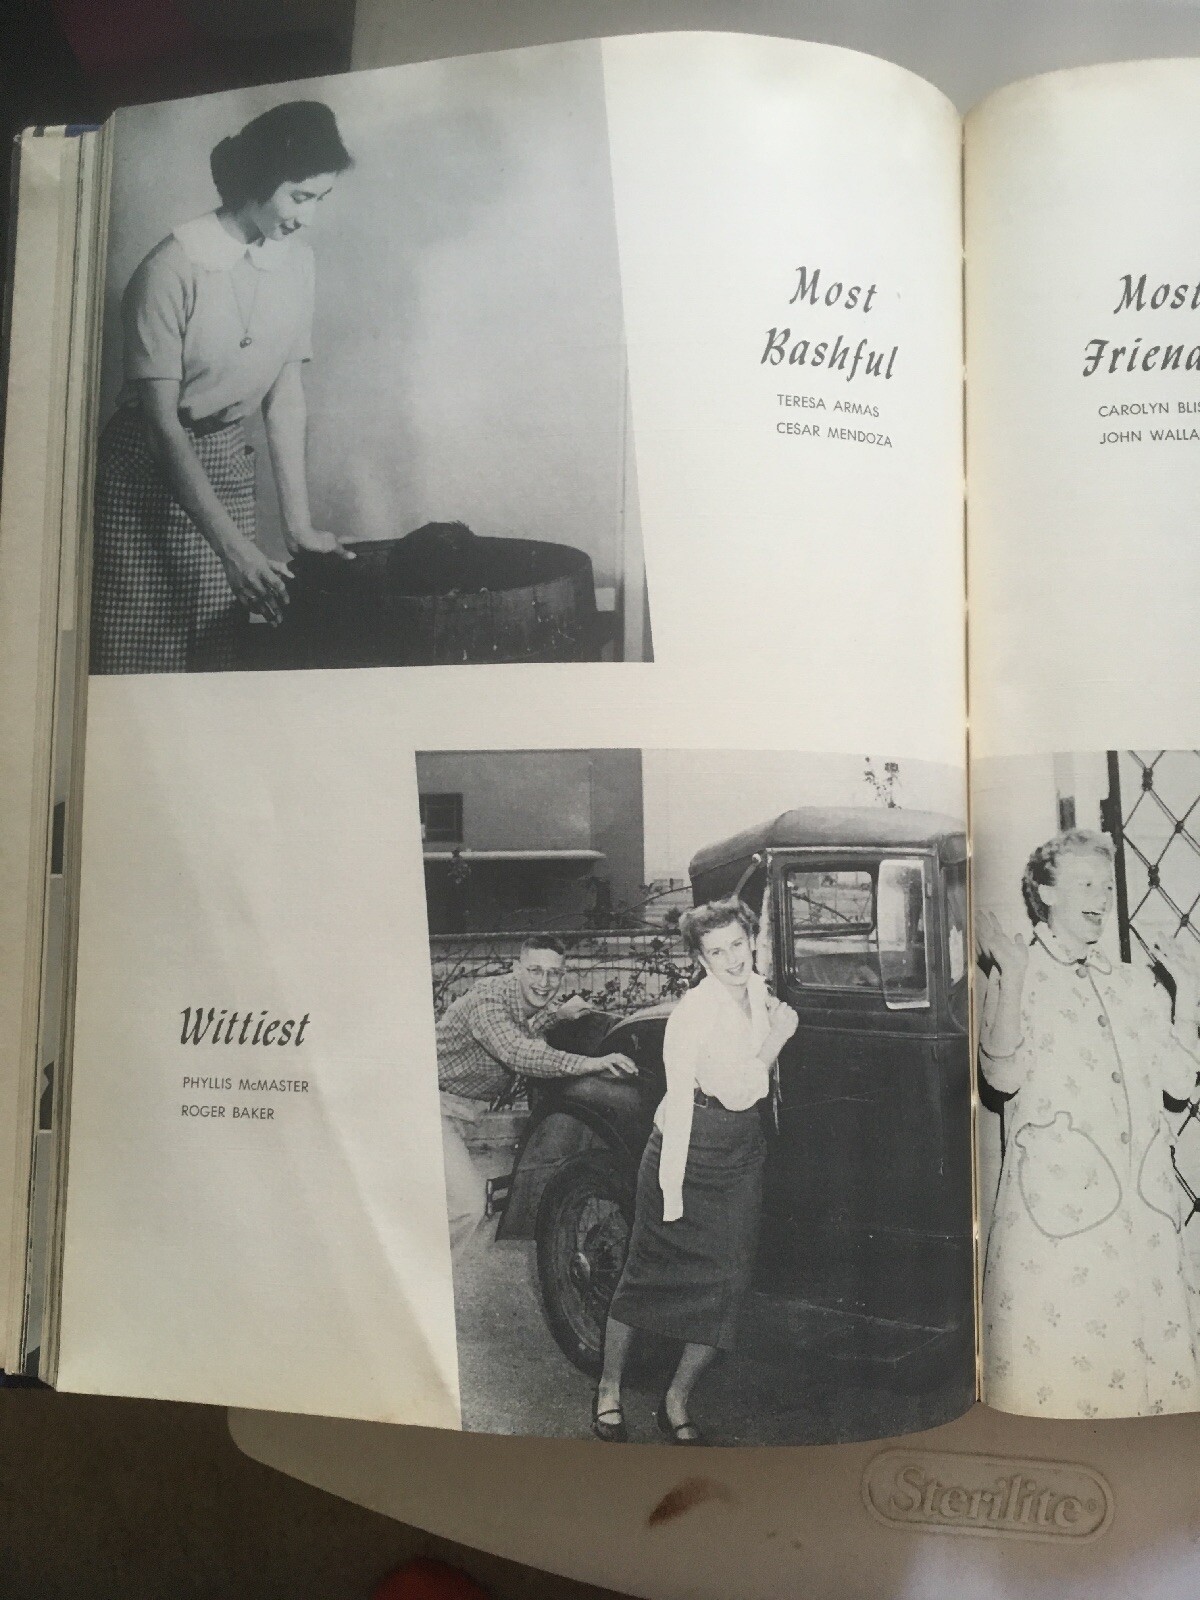 Most
Bashful
TERESA ARMAS
CESAR MENDOZA
Most
CAROLYN
JOHN
Wittiest
PHYLLIS McMASTER
ROGER BAKER
Sterilite®